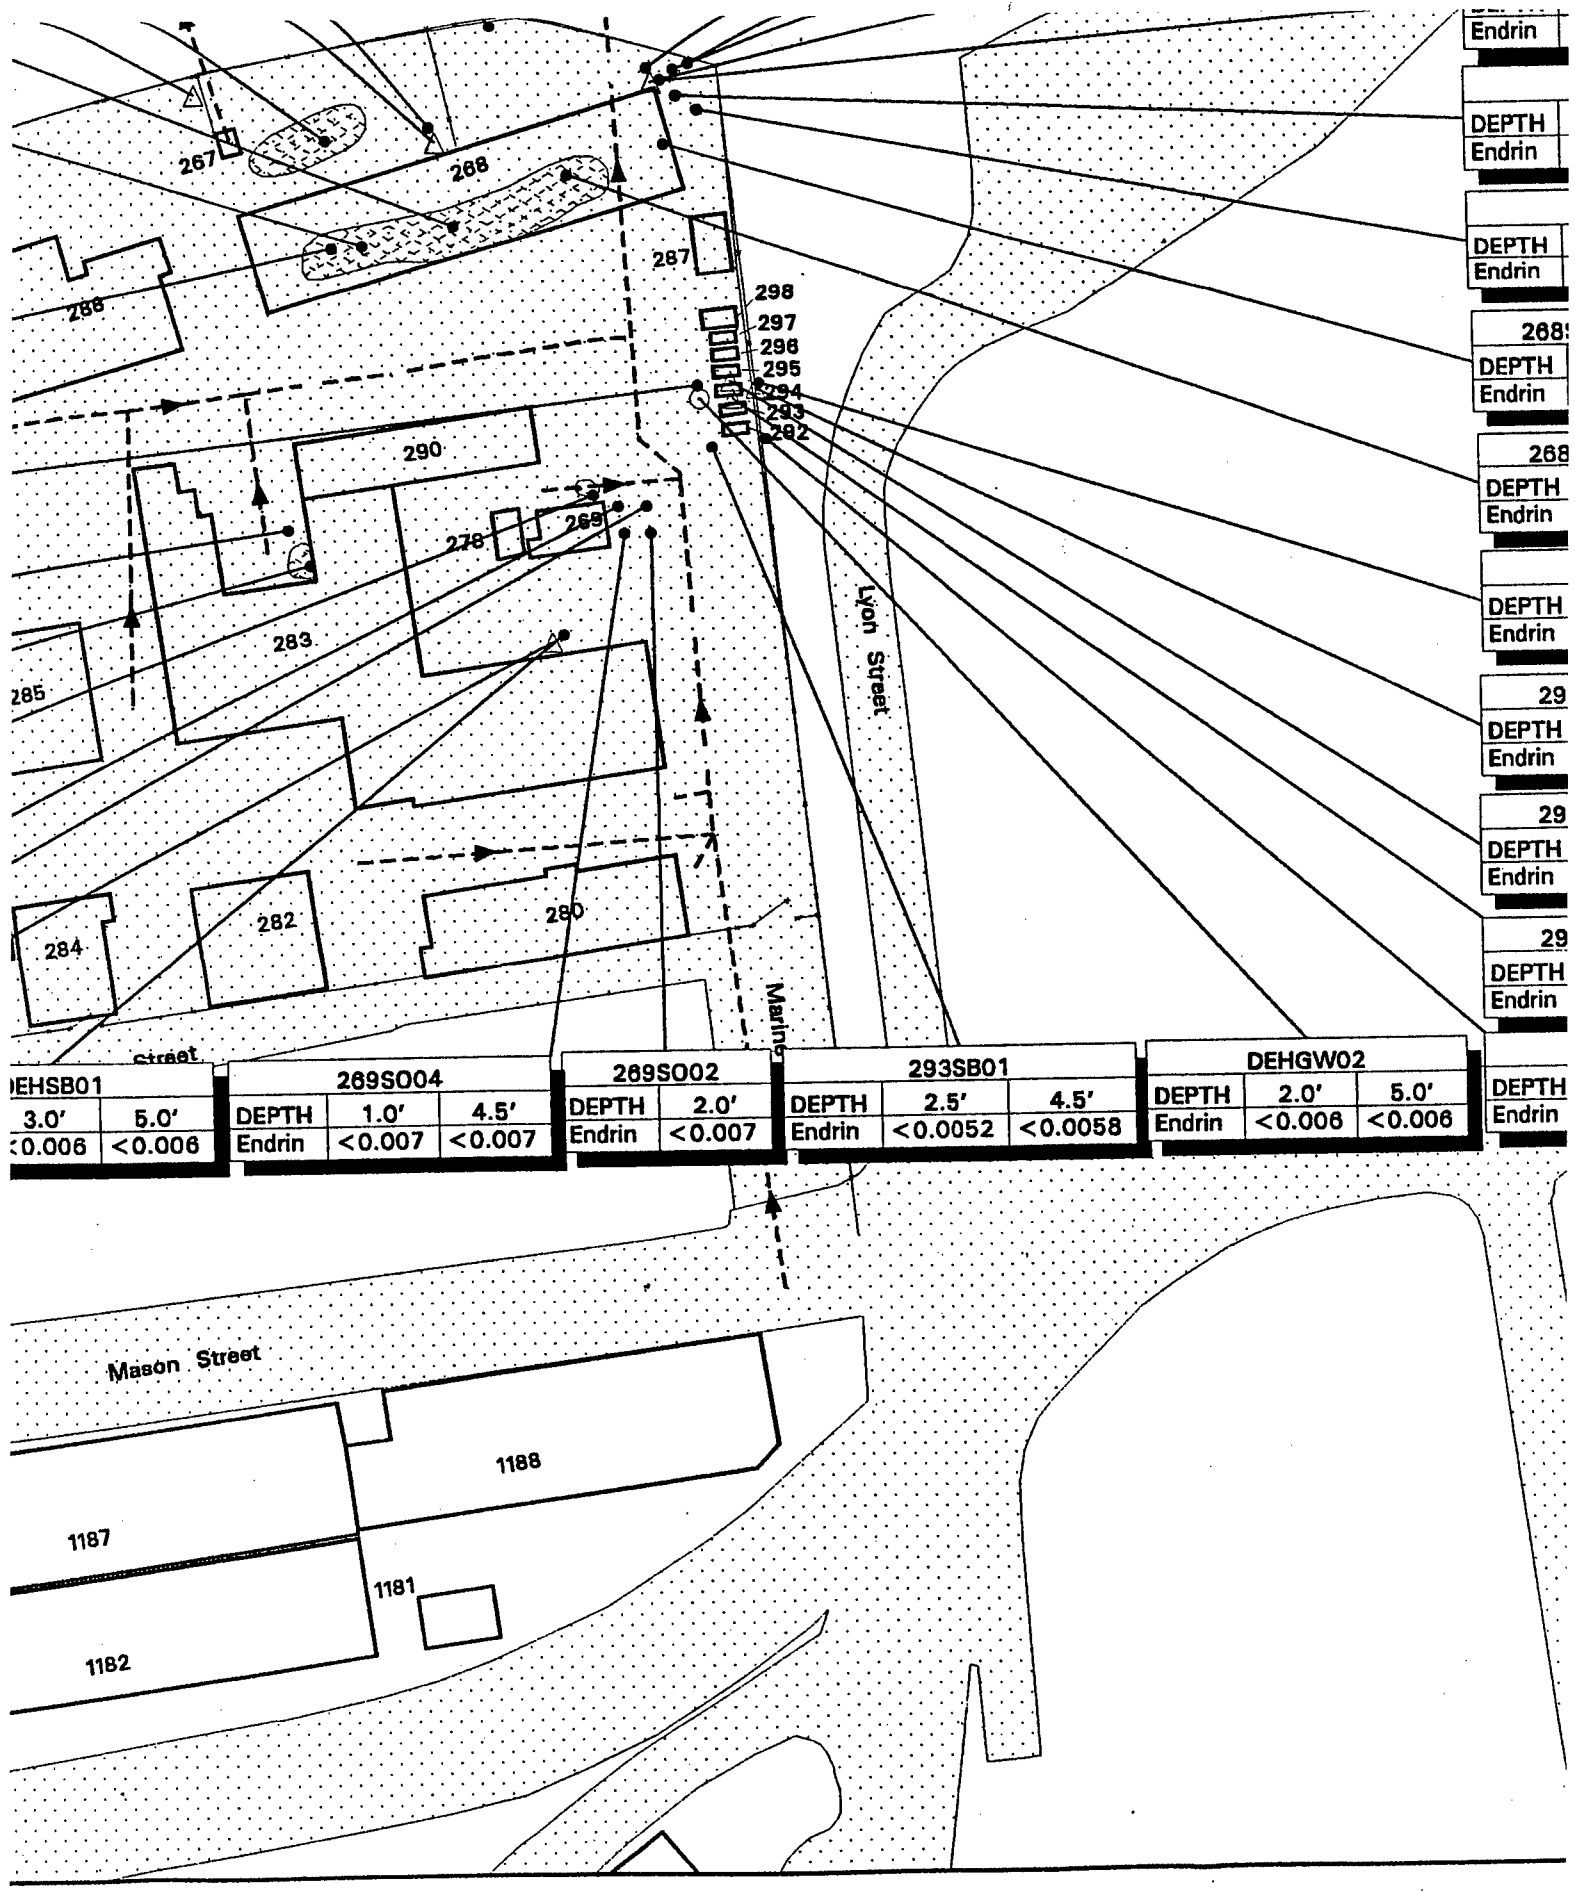 Endrin
DEPTH
Endrin
267
268
DEPTH
Endrin
287
286
298
297
296
295
294
293
292
268
DEPTH
Endrin
268
DEPTH
Endrin
290
269
278
DEPTH
Endrin
283
285
Lyon Street
29
DEPTH
Endrin
29
DEPTH
Endrin
280
282
284
29
DEPTH
Endrin
Marine
Street
EHSB01
3.0' 5.0'
<0.006 <0.006
269SO04
DEPTH 1.0' 4.5'
Endrin <0.007 <0.007
269SO02
DEPTH 2.0'
Endrin <0.007
293SB01
DEPTH 2.5' 4.5'
Endrin <0.0052 <0.0058
DEHGW02
DEPTH 2.0' 5.0'
Endrin <0.006 <0.006
DEPTH
Endrin
Mason Street
1188
1187
1181
1182